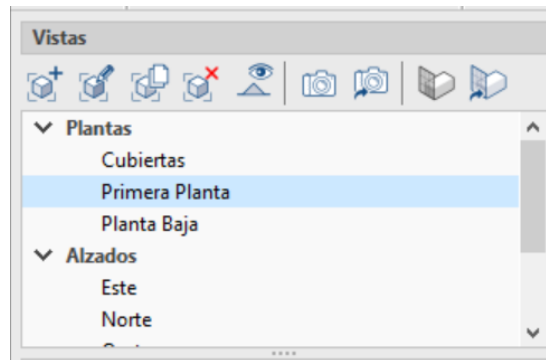 Vistas
Plantas
Cubiertas
Primera Planta
Planta Baja
Alzados
Este
Norte